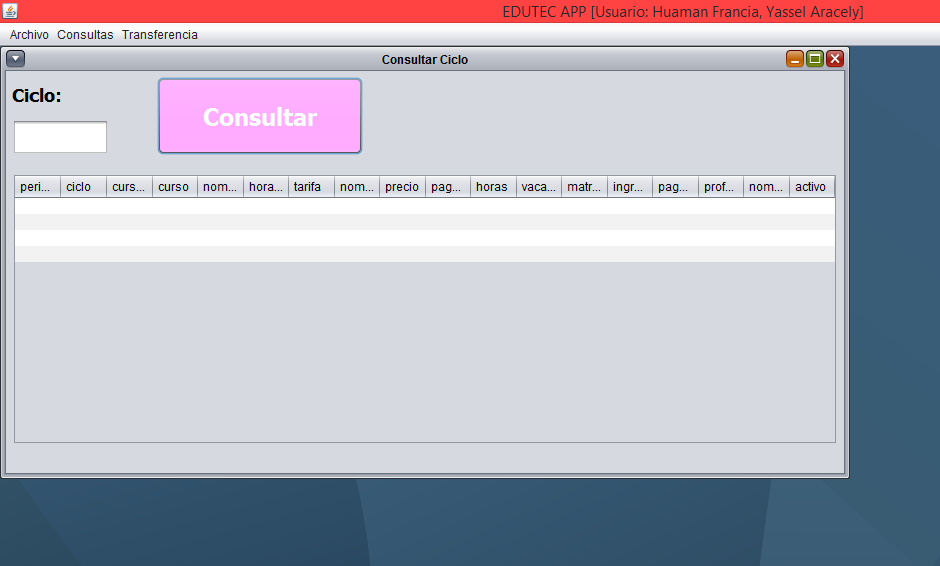 EDUTEC APP [Usuario: Huaman Francia, Yassel Aracely]
Archivo Consultas Transferencia
Consultar Ciclo
Ciclo:
Consultar
peri... ciclo curs... curso nom... hora... tarifa nom... precio pag... horas vaca... matr... ingr... pag... prof... nom... activo